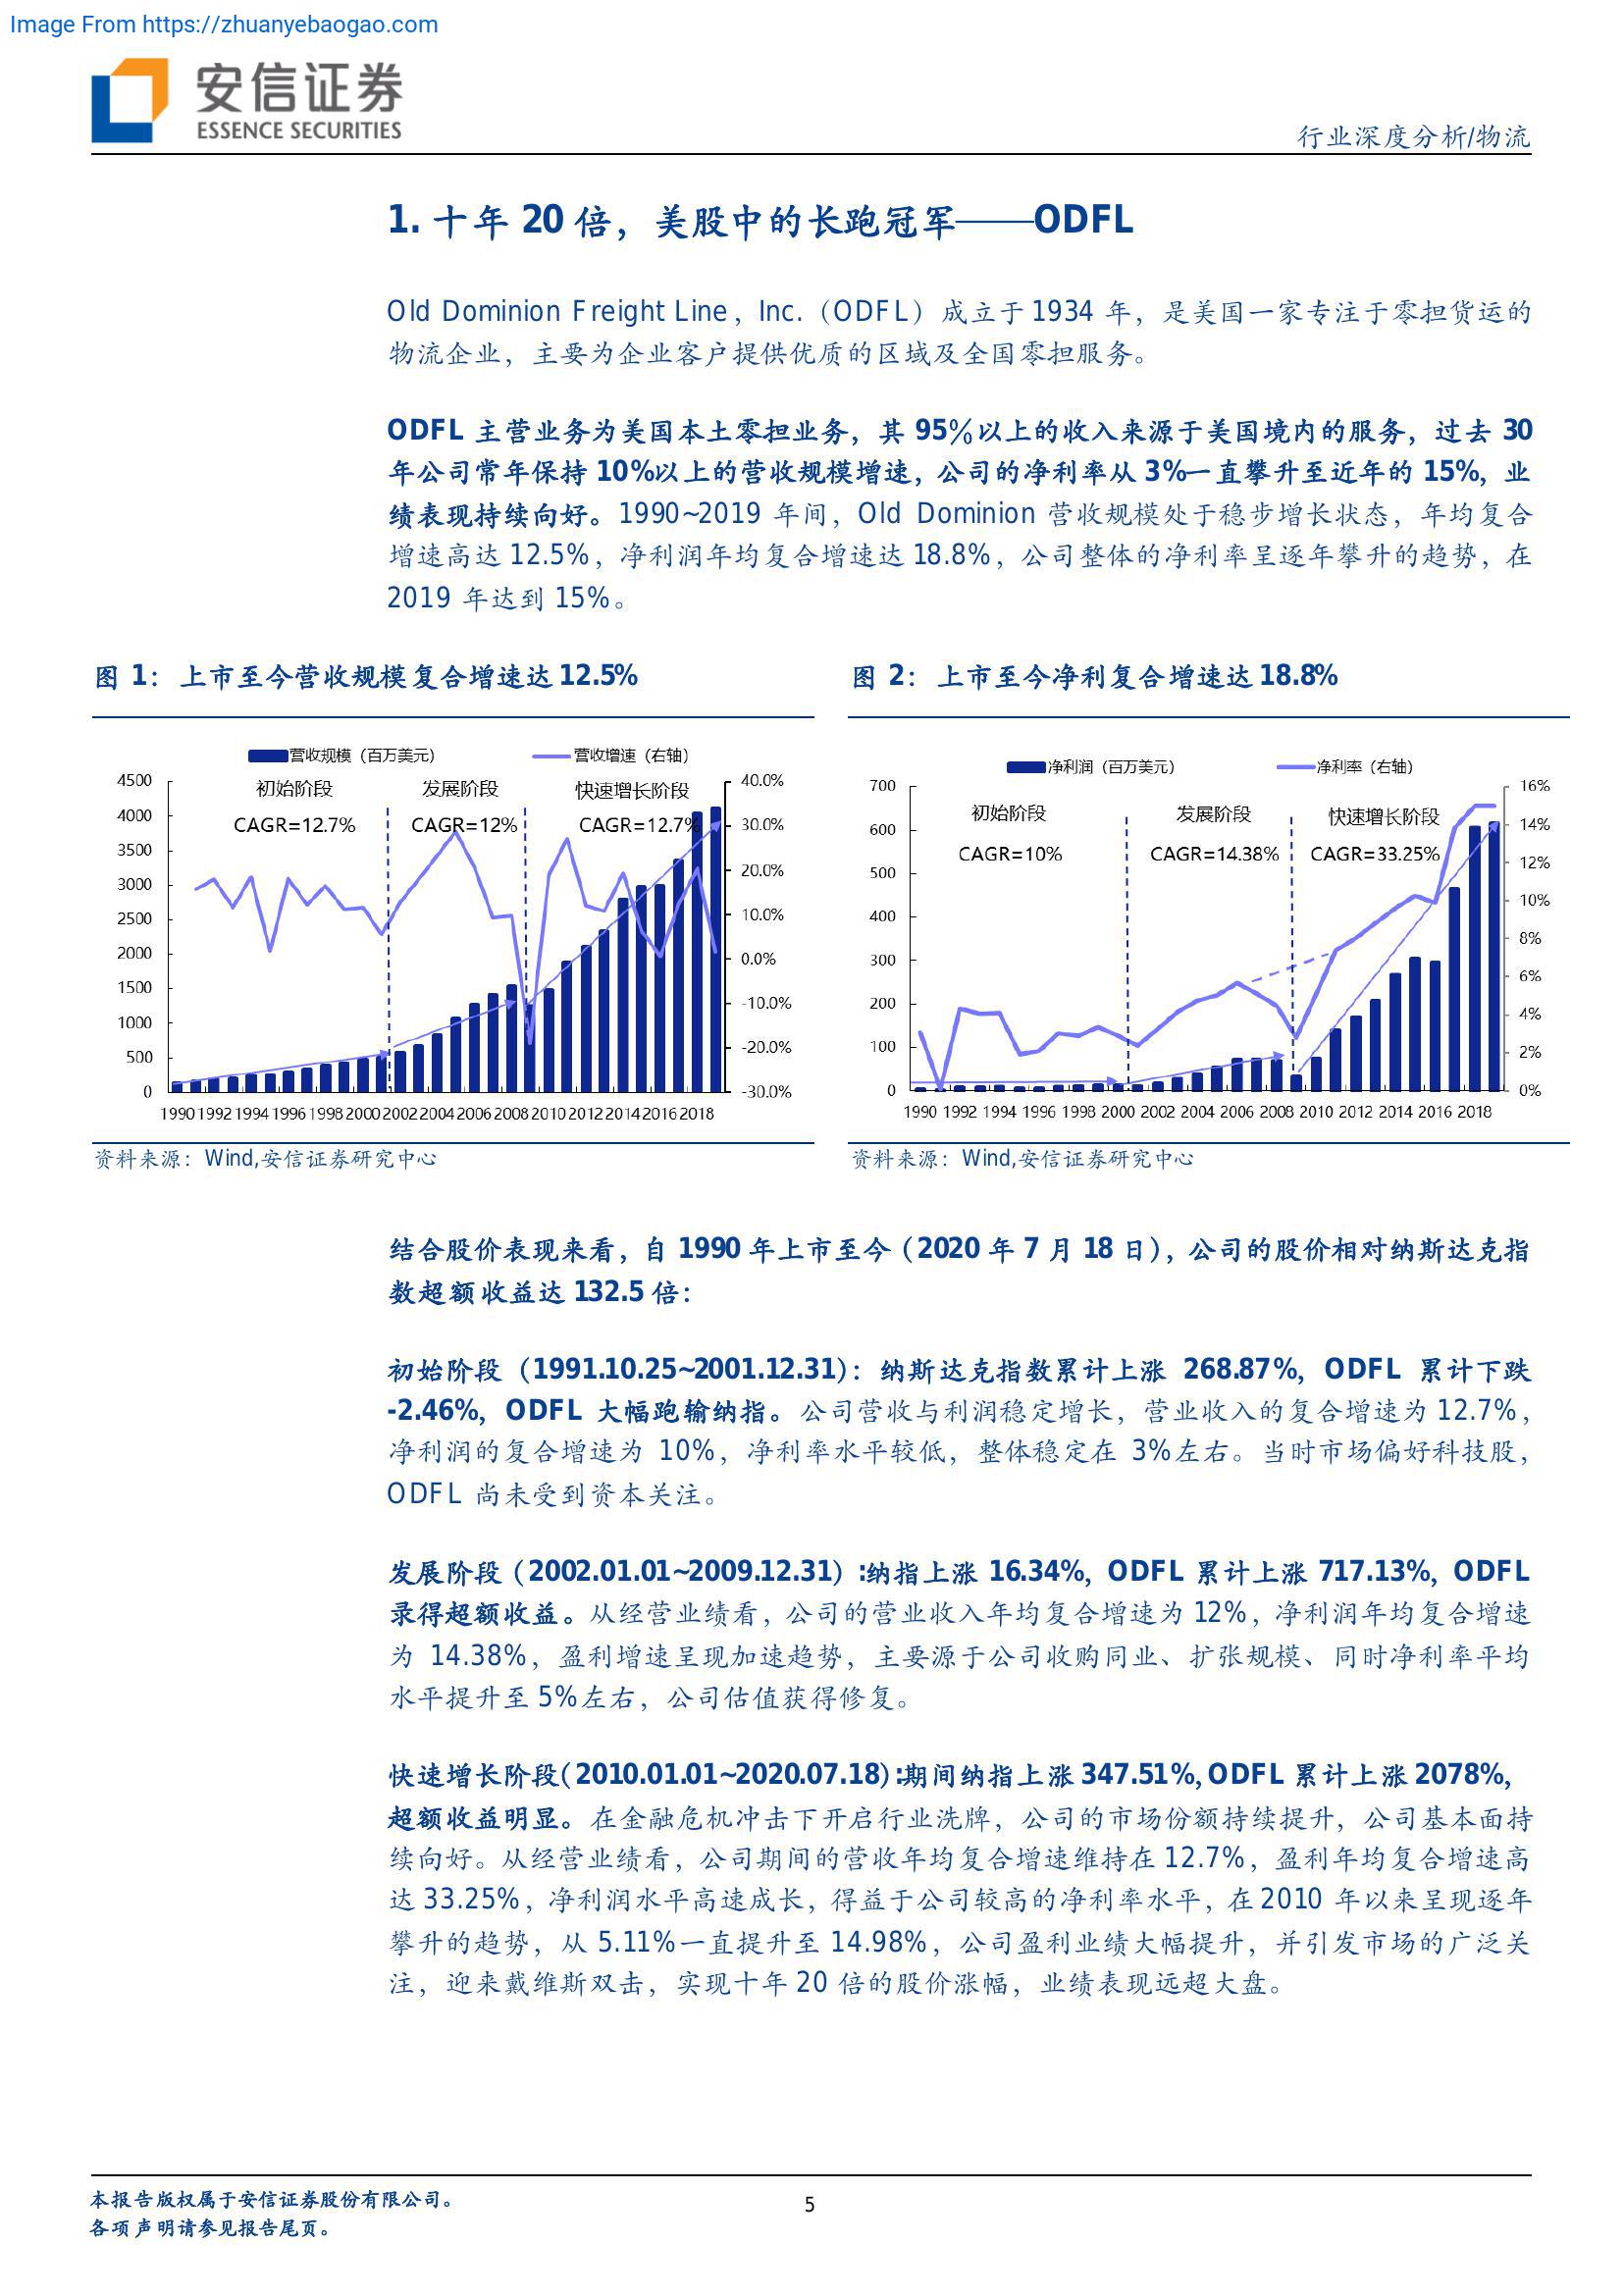 Image From https://zhuanyebaogao.com
安信证券
ESSENCE SECURITIES
行业深度分析/物流
1. 十年 20 倍，美股中的长跑冠军——ODFL
Old Dominion Freight Line，Inc.（ODFL）成立于 1934 年，是美国一家专注于零担货运的
物流企业，主要为企业客户提供优质的区域及全国零担服务。
ODFL 主营业务为美国本土零担业务，其 95%以上的收入来源于美国境内的服务，过去 30
年公司常年保持 10%以上的营收规模增速，公司的净利率从 3%一直攀升至近年的 15%，业
绩表现持续向好。1990~2019 年间，Old Dominion 营收规模处于稳步增长状态，年均复合
增速高达 12.5%，净利润年均复合增速达 18.8%，公司整体的净利率呈逐年攀升的趋势，在
2019 年达到 15%。
图 1： 上市至今营收规模复合增速达 12.5%
营收规模（百万美元） 营收增速（右轴）
初始阶段 发展阶段 快速增长阶段
CAGR=12.7% CAGR=12% CAGR=12.7%
4500
4000
3500
3000
2500
2000
1500
1000
500
0
40.0%
30.0%
20.0%
10.0%
0.0%
-10.0%
-20.0%
-30.0%
1990 1992 1994 1996 1998 2000 2002 2004 2006 2008 2010 2012 2014 2016 2018
资料来源：Wind,安信证券研究中心
图 2： 上市至今净利复合增速达 18.8%
净利润（百万美元） 净利率（右轴）
初始阶段 发展阶段 快速增长阶段
CAGR=10% CAGR=14.38% CAGR=33.25%
700
600
500
400
300
200
100
0
16%
14%
12%
10%
8%
6%
4%
2%
0%
1990 1992 1994 1996 1998 2000 2002 2004 2006 2008 2010 2012 2014 2016 2018
资料来源：Wind,安信证券研究中心
结合股价表现来看，自 1990 年上市至今（2020 年 7 月 18 日），公司的股价相对纳斯达克指
数超额收益达 132.5 倍：
初始阶段（1991.10.25~2001.12.31）：纳斯达克指数累计上涨 268.87%，ODFL 累计下跌
-2.46%，ODFL 大幅跑输纳指。公司营收与利润稳定增长，营业收入的复合增速为 12.7%，
净利润的复合增速为 10%，净利率水平较低，整体稳定在 3%左右。当时市场偏好科技股，
ODFL 尚未受到资本关注。
发展阶段（2002.01.01~2009.12.31）:纳指上涨 16.34%，ODFL 累计上涨 717.13%，ODFL
录得超额收益。从经营业绩看，公司的营业收入年均复合增速为 12%，净利润年均复合增速
为 14.38%，盈利增速呈现加速趋势，主要源于公司收购同业、扩张规模、同时净利率平均
水平提升至 5%左右，公司估值获得修复。
快速增长阶段(2010.01.01~2020.07.18):期间纳指上涨 347.51%,ODFL 累计上涨 2078%，
超额收益明显。在金融危机冲击下开启行业洗牌，公司的市场份额持续提升，公司基本面持
续向好。从经营业绩看，公司期间的营收年均复合增速维持在 12.7%，盈利年均复合增速高
达 33.25%，净利润水平高速成长，得益于公司较高的净利率水平，在 2010 年以来呈现逐年
攀升的趋势，从 5.11%一直提升至 14.98%，公司盈利业绩大幅提升，并引发市场的广泛关
注，迎来戴维斯双击，实现十年 20 倍的股价涨幅，业绩表现远超大盘。
本报告版权属于安信证券股份有限公司。
各项声明请参见报告尾页。
5